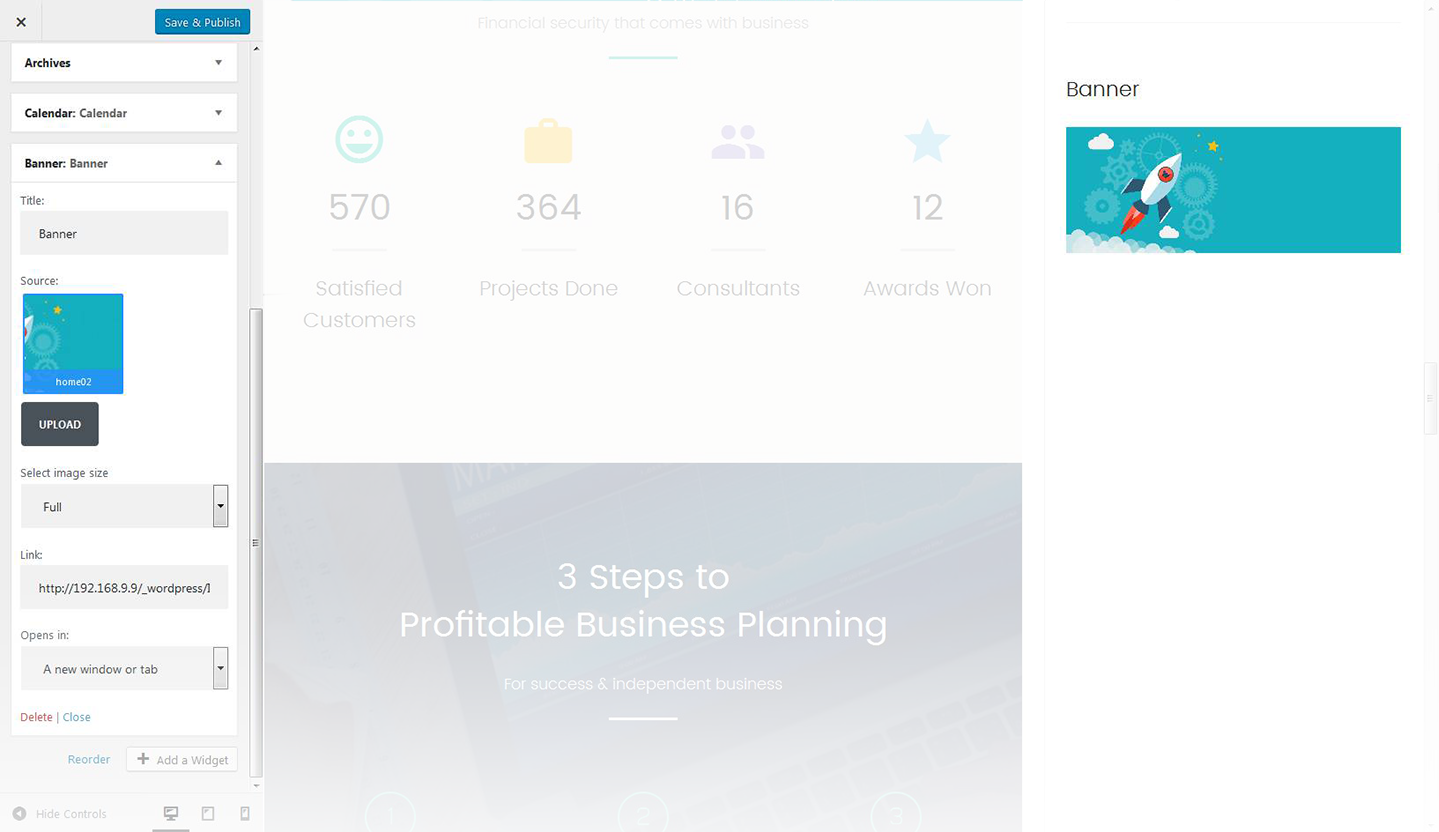 Save & Publish
Archives
Calendar: Calendar
Banner: Banner
Title:
Banner
Source:
home02
UPLOAD
Select image size
Full
Link:
http://192.168.9.9/_wordpress/
Opens in:
A new window or tab
Delete | Close
Reorder
Add a Widget
Hide Controls
Financial security that comes with business
570
364
16
12
Satisfied
Customers
Projects Done
Consultants
Awards Won
3 Steps to
Profitable Business Planning
For success & independent business
1
2
3
Banner